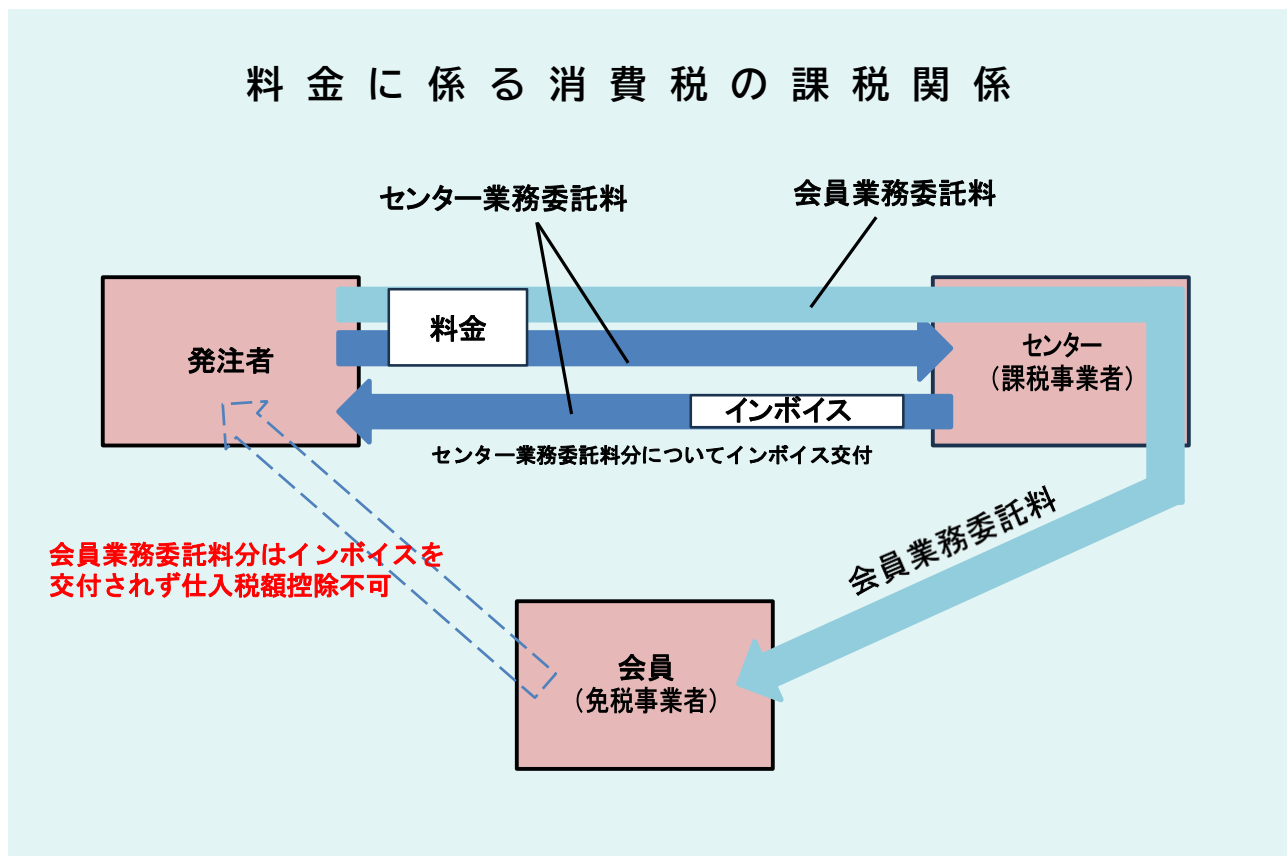 料金に係る消費税の課税関係
センター業務委託料
会員業務委託料
料金
発注者
センター
（課税事業者）
インボイス
センター業務委託料分についてインボイス交付
会員業務委託料
会員業務委託料分はインボイスを
交付されず仕入税額控除不可
会員
（免税事業者）